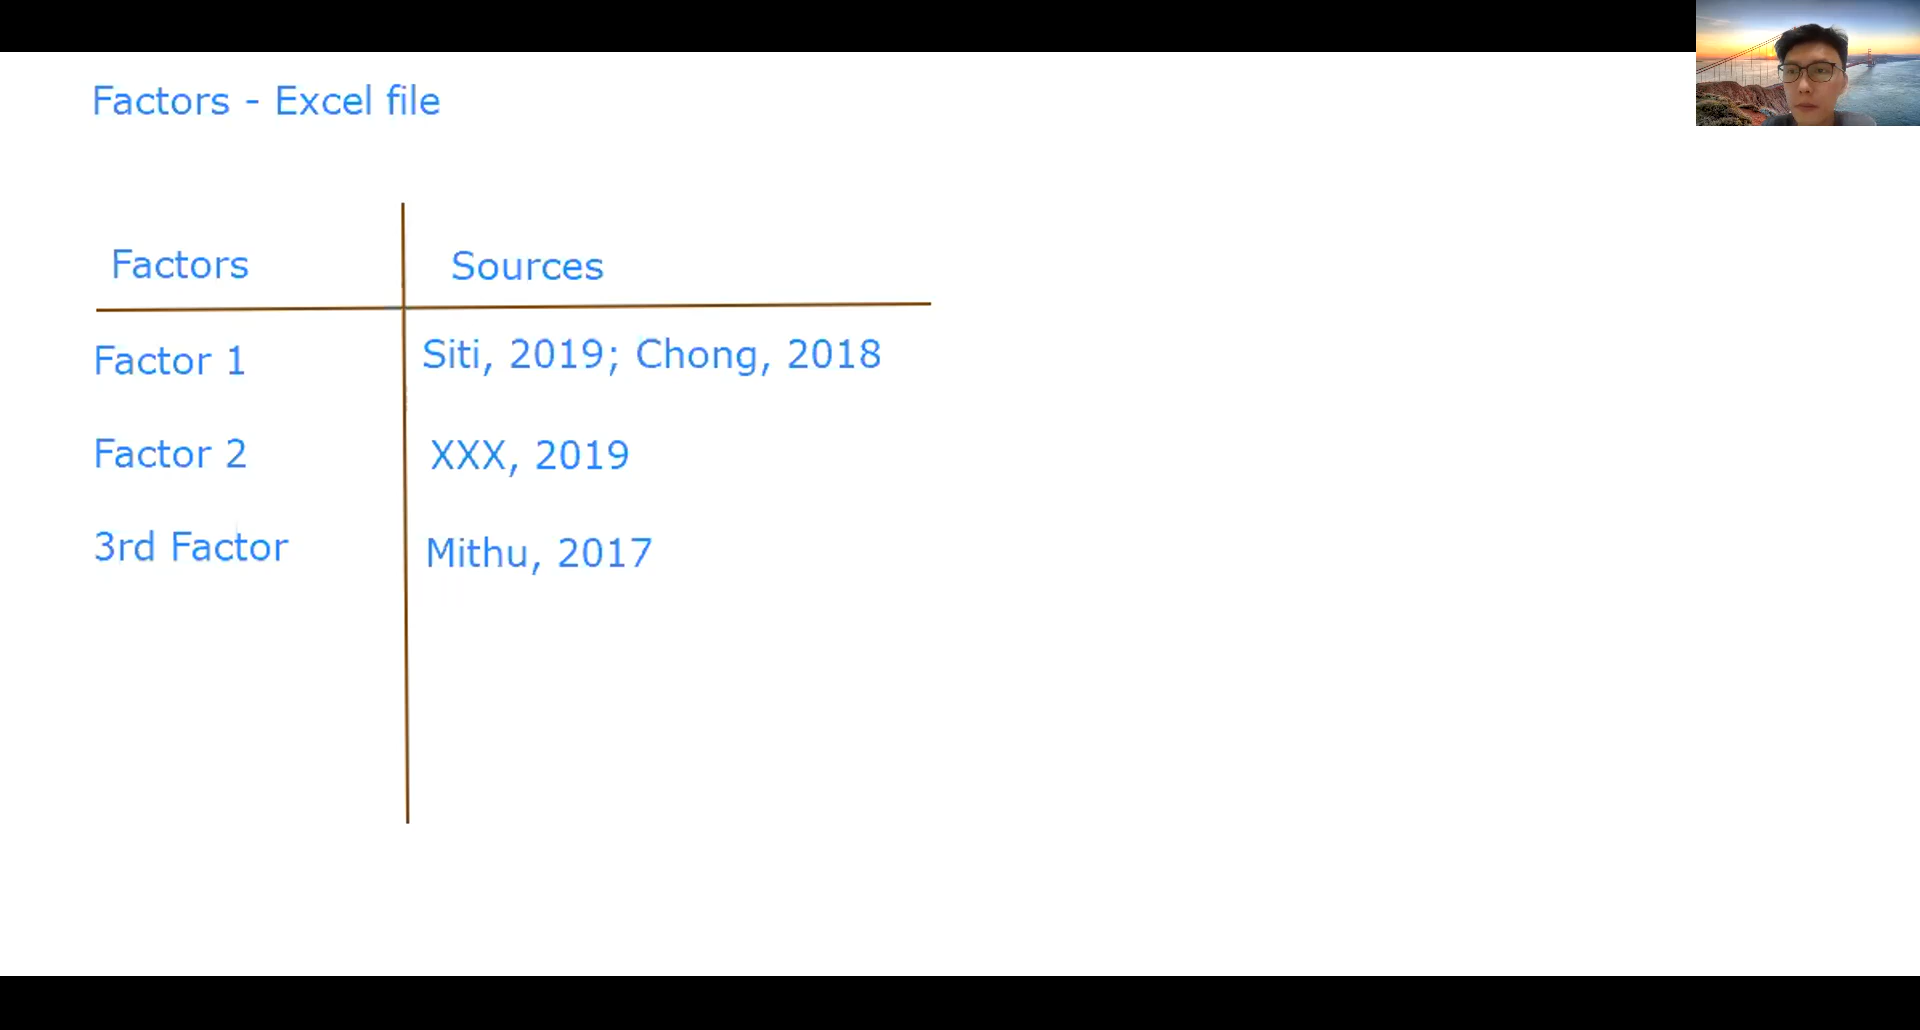 Factors - Excel file
Factors Sources
Factor 1 Siti, 2019; Chong, 2018
Factor 2 XXX, 2019
3rd Factor Mithu, 2017